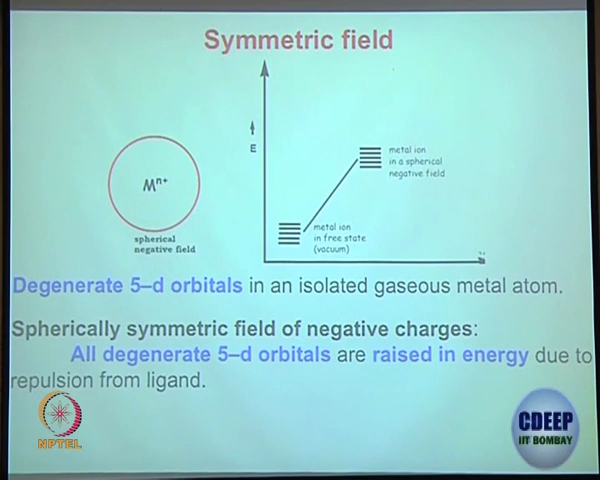 Symmetric field
E
metal ion
in a spherical
negative field
Mn+
metal ion
in free state
(vacuum)
spherical
negative field
Degenerate 5–d orbitals in an isolated gaseous metal atom.
Spherically symmetric field of negative charges:
All degenerate 5–d orbitals are raised in energy due to
repulsion from ligand.
NPTEL
CDEEP
IIT BOMBAY